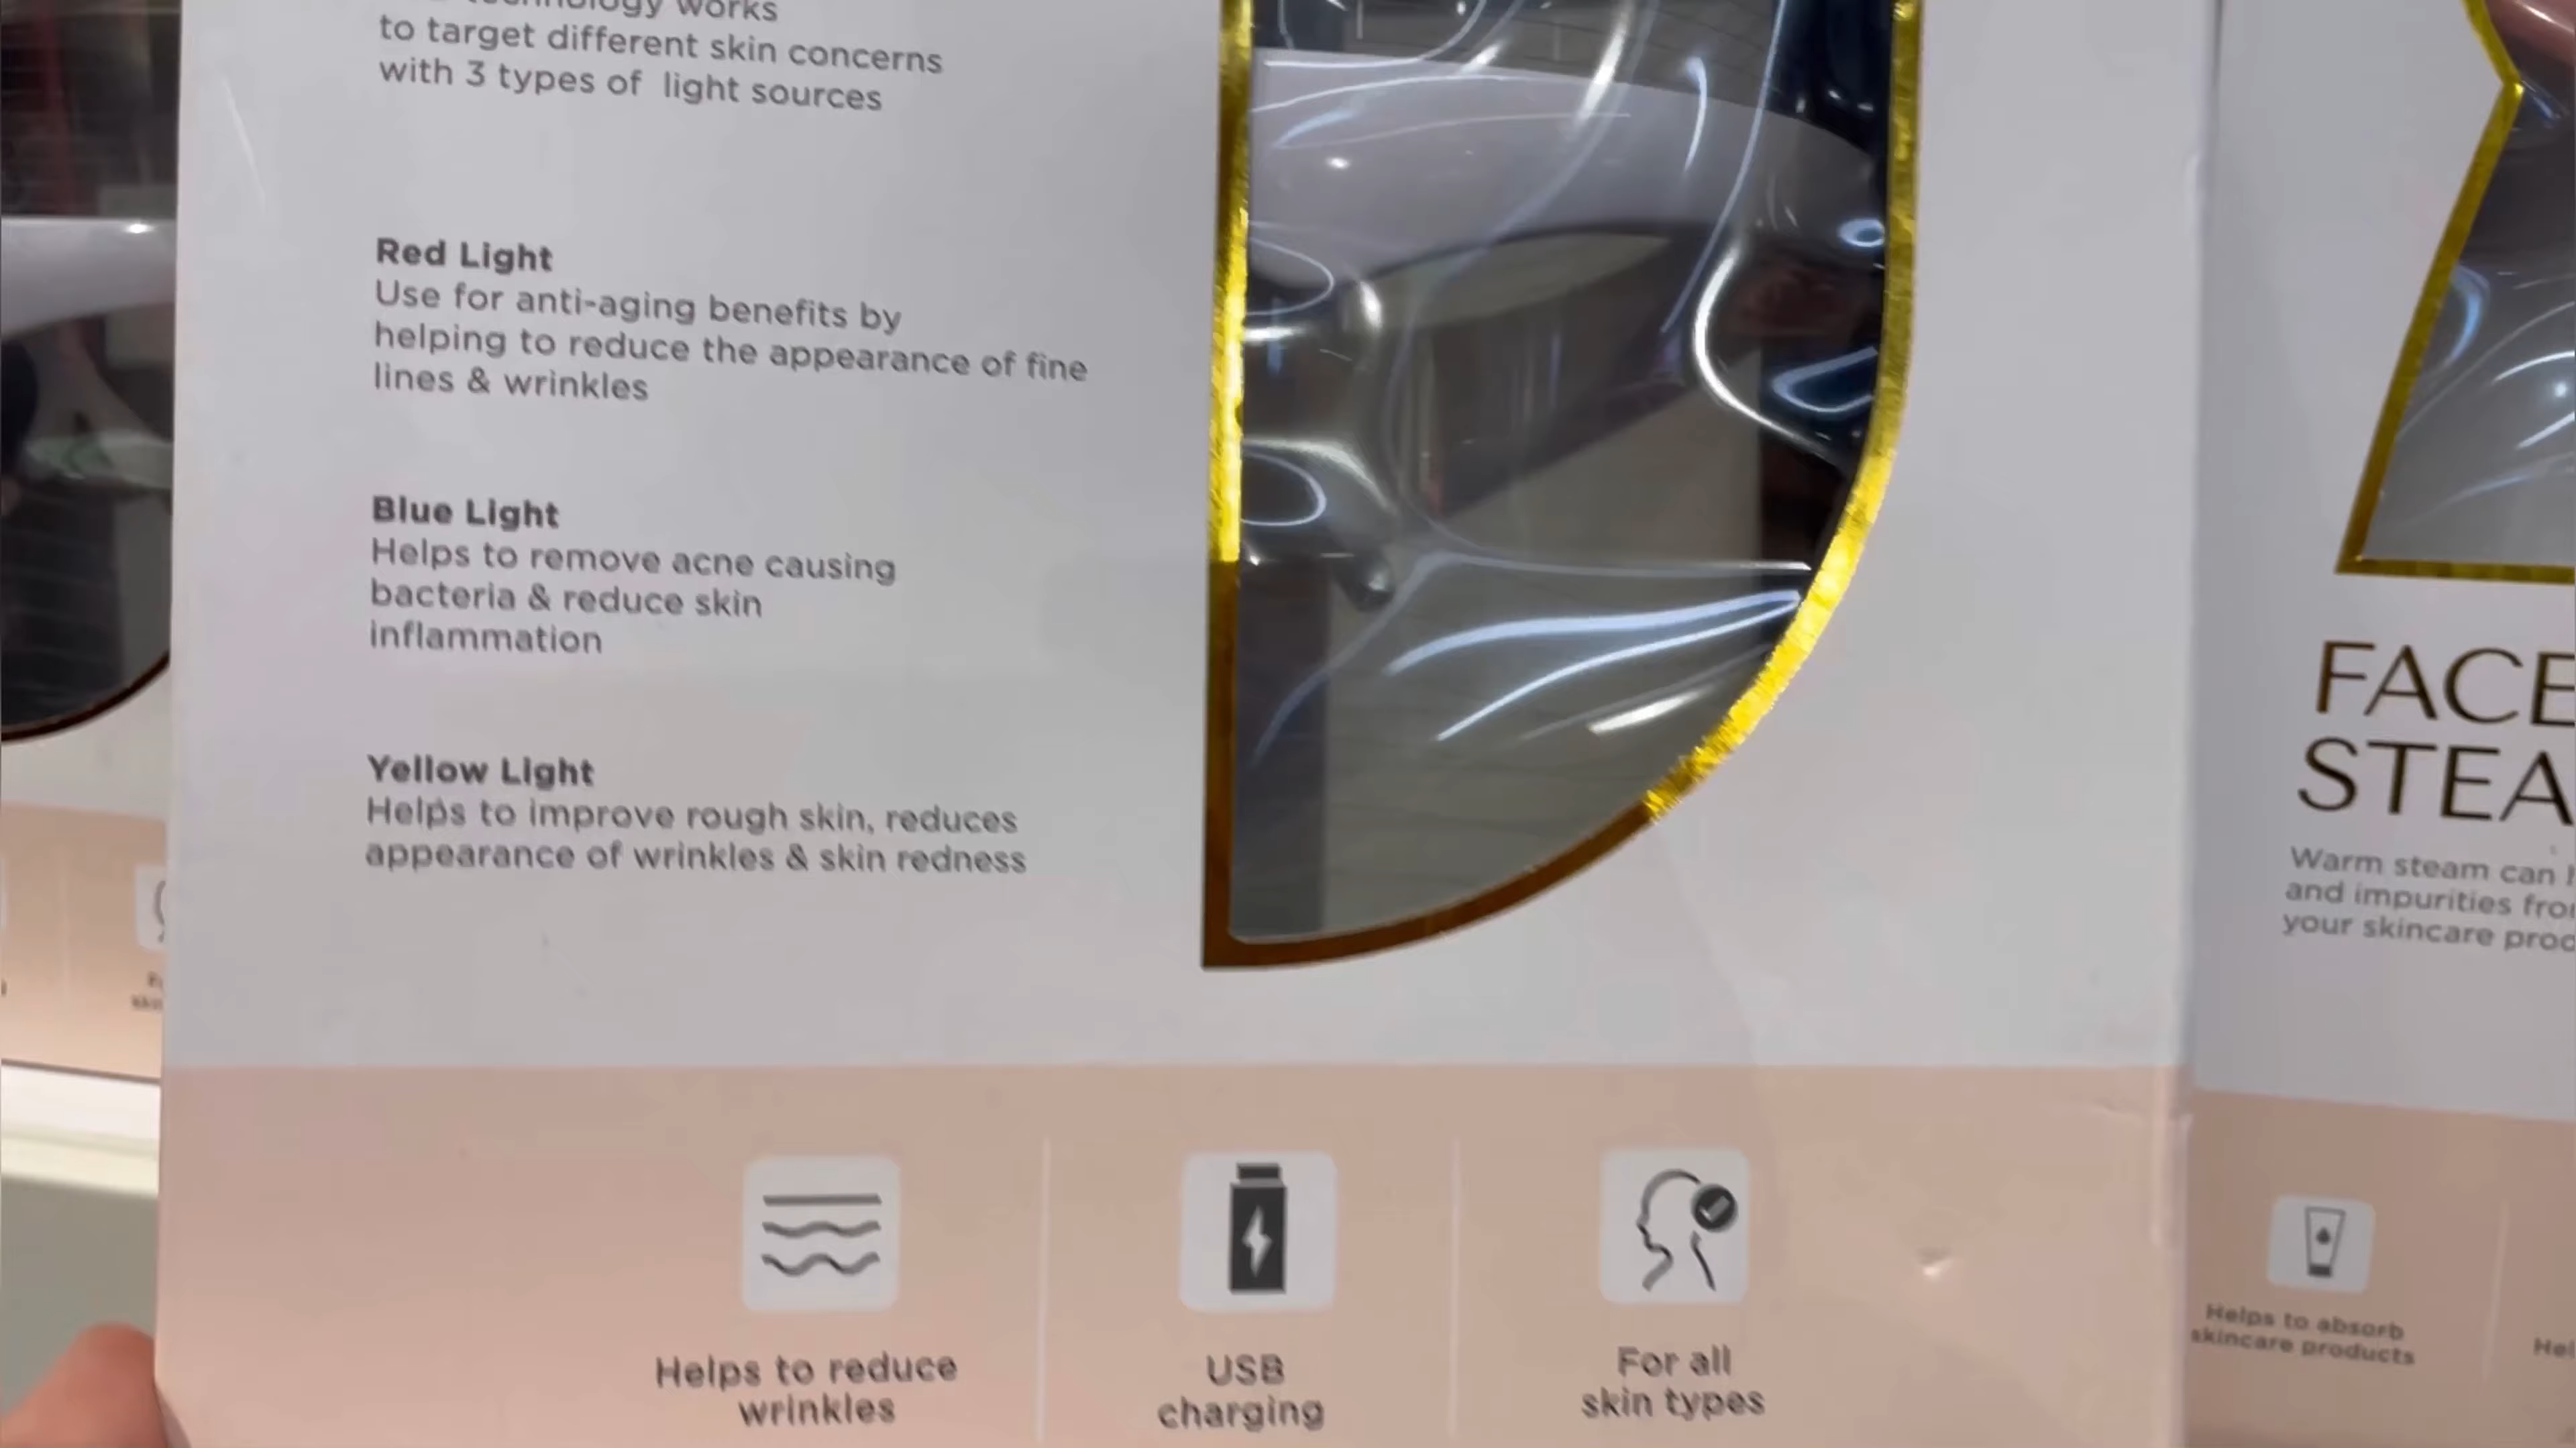 works
to target different skin concerns
with 3 types of light sources
Red Light
Use for anti-aging benefits by
helping to reduce the appearance of fine
lines & wrinkles
Blue Light
Helps to remove acne causing
bacteria & reduce skin
inflammation
Yellow Light
Helps to improve rough skin, reduces
appearance of wrinkles & skin redness
Helps to reduce
wrinkles
USB
charging
For all
skin types
FACE
STEA
Warm steam can
and impurities
your skincare
Helps to absorb
skincare products
Hel